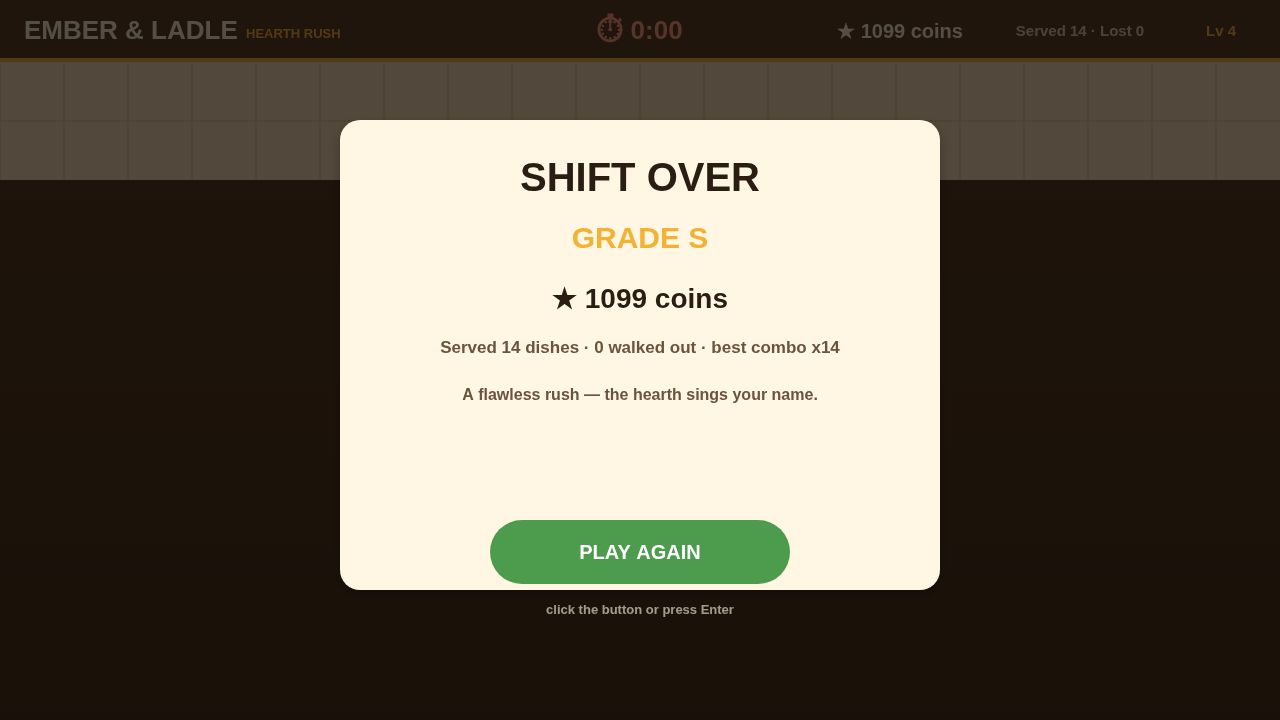 EMBER & LADLE HEARTH RUSH
⏱ 0:00
★ 1099 coins
Served 14 · Lost 0
Lv 4
SHIFT OVER
GRADE S
★ 1099 coins
Served 14 dishes · 0 walked out · best combo x14
A flawless rush — the hearth sings your name.
PLAY AGAIN
click the button or press Enter